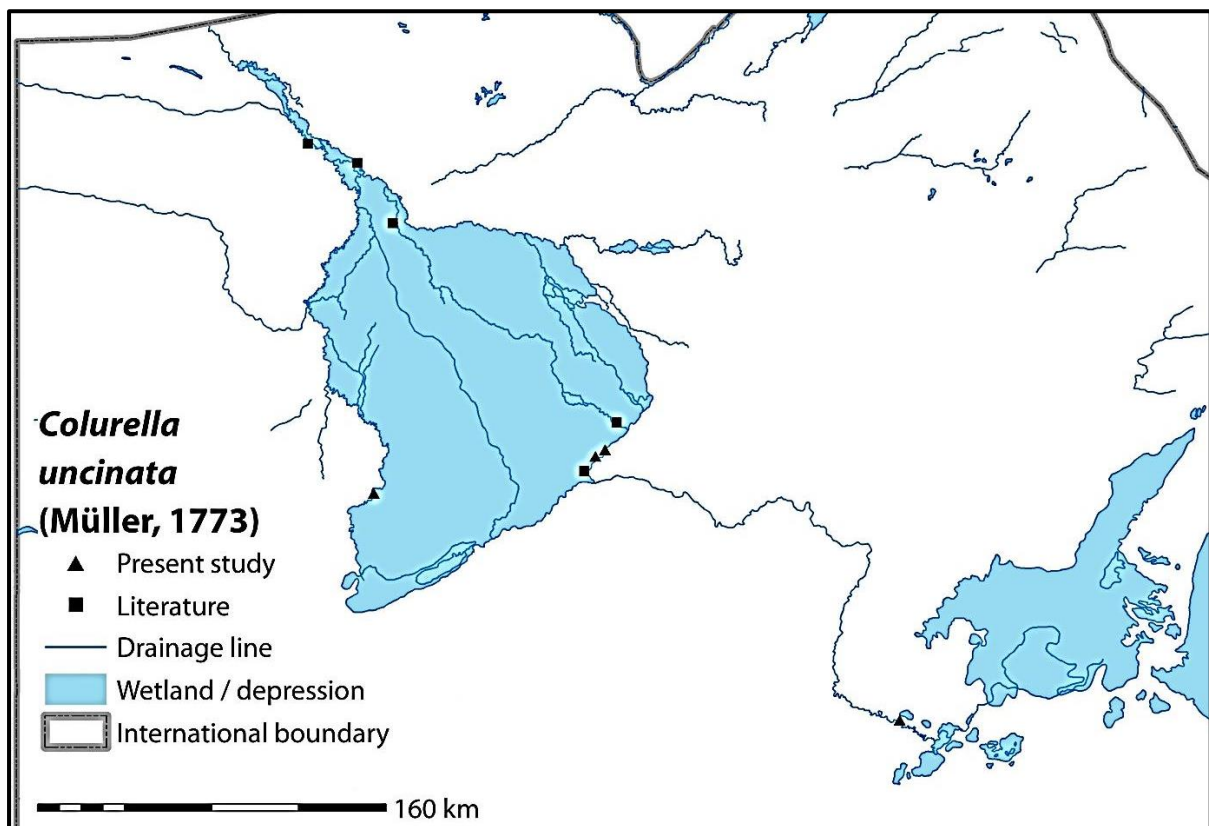 Colurella
uncinata
(Müller, 1773)
Present study
Literature
Drainage line
Wetland / depression
International boundary
160 km